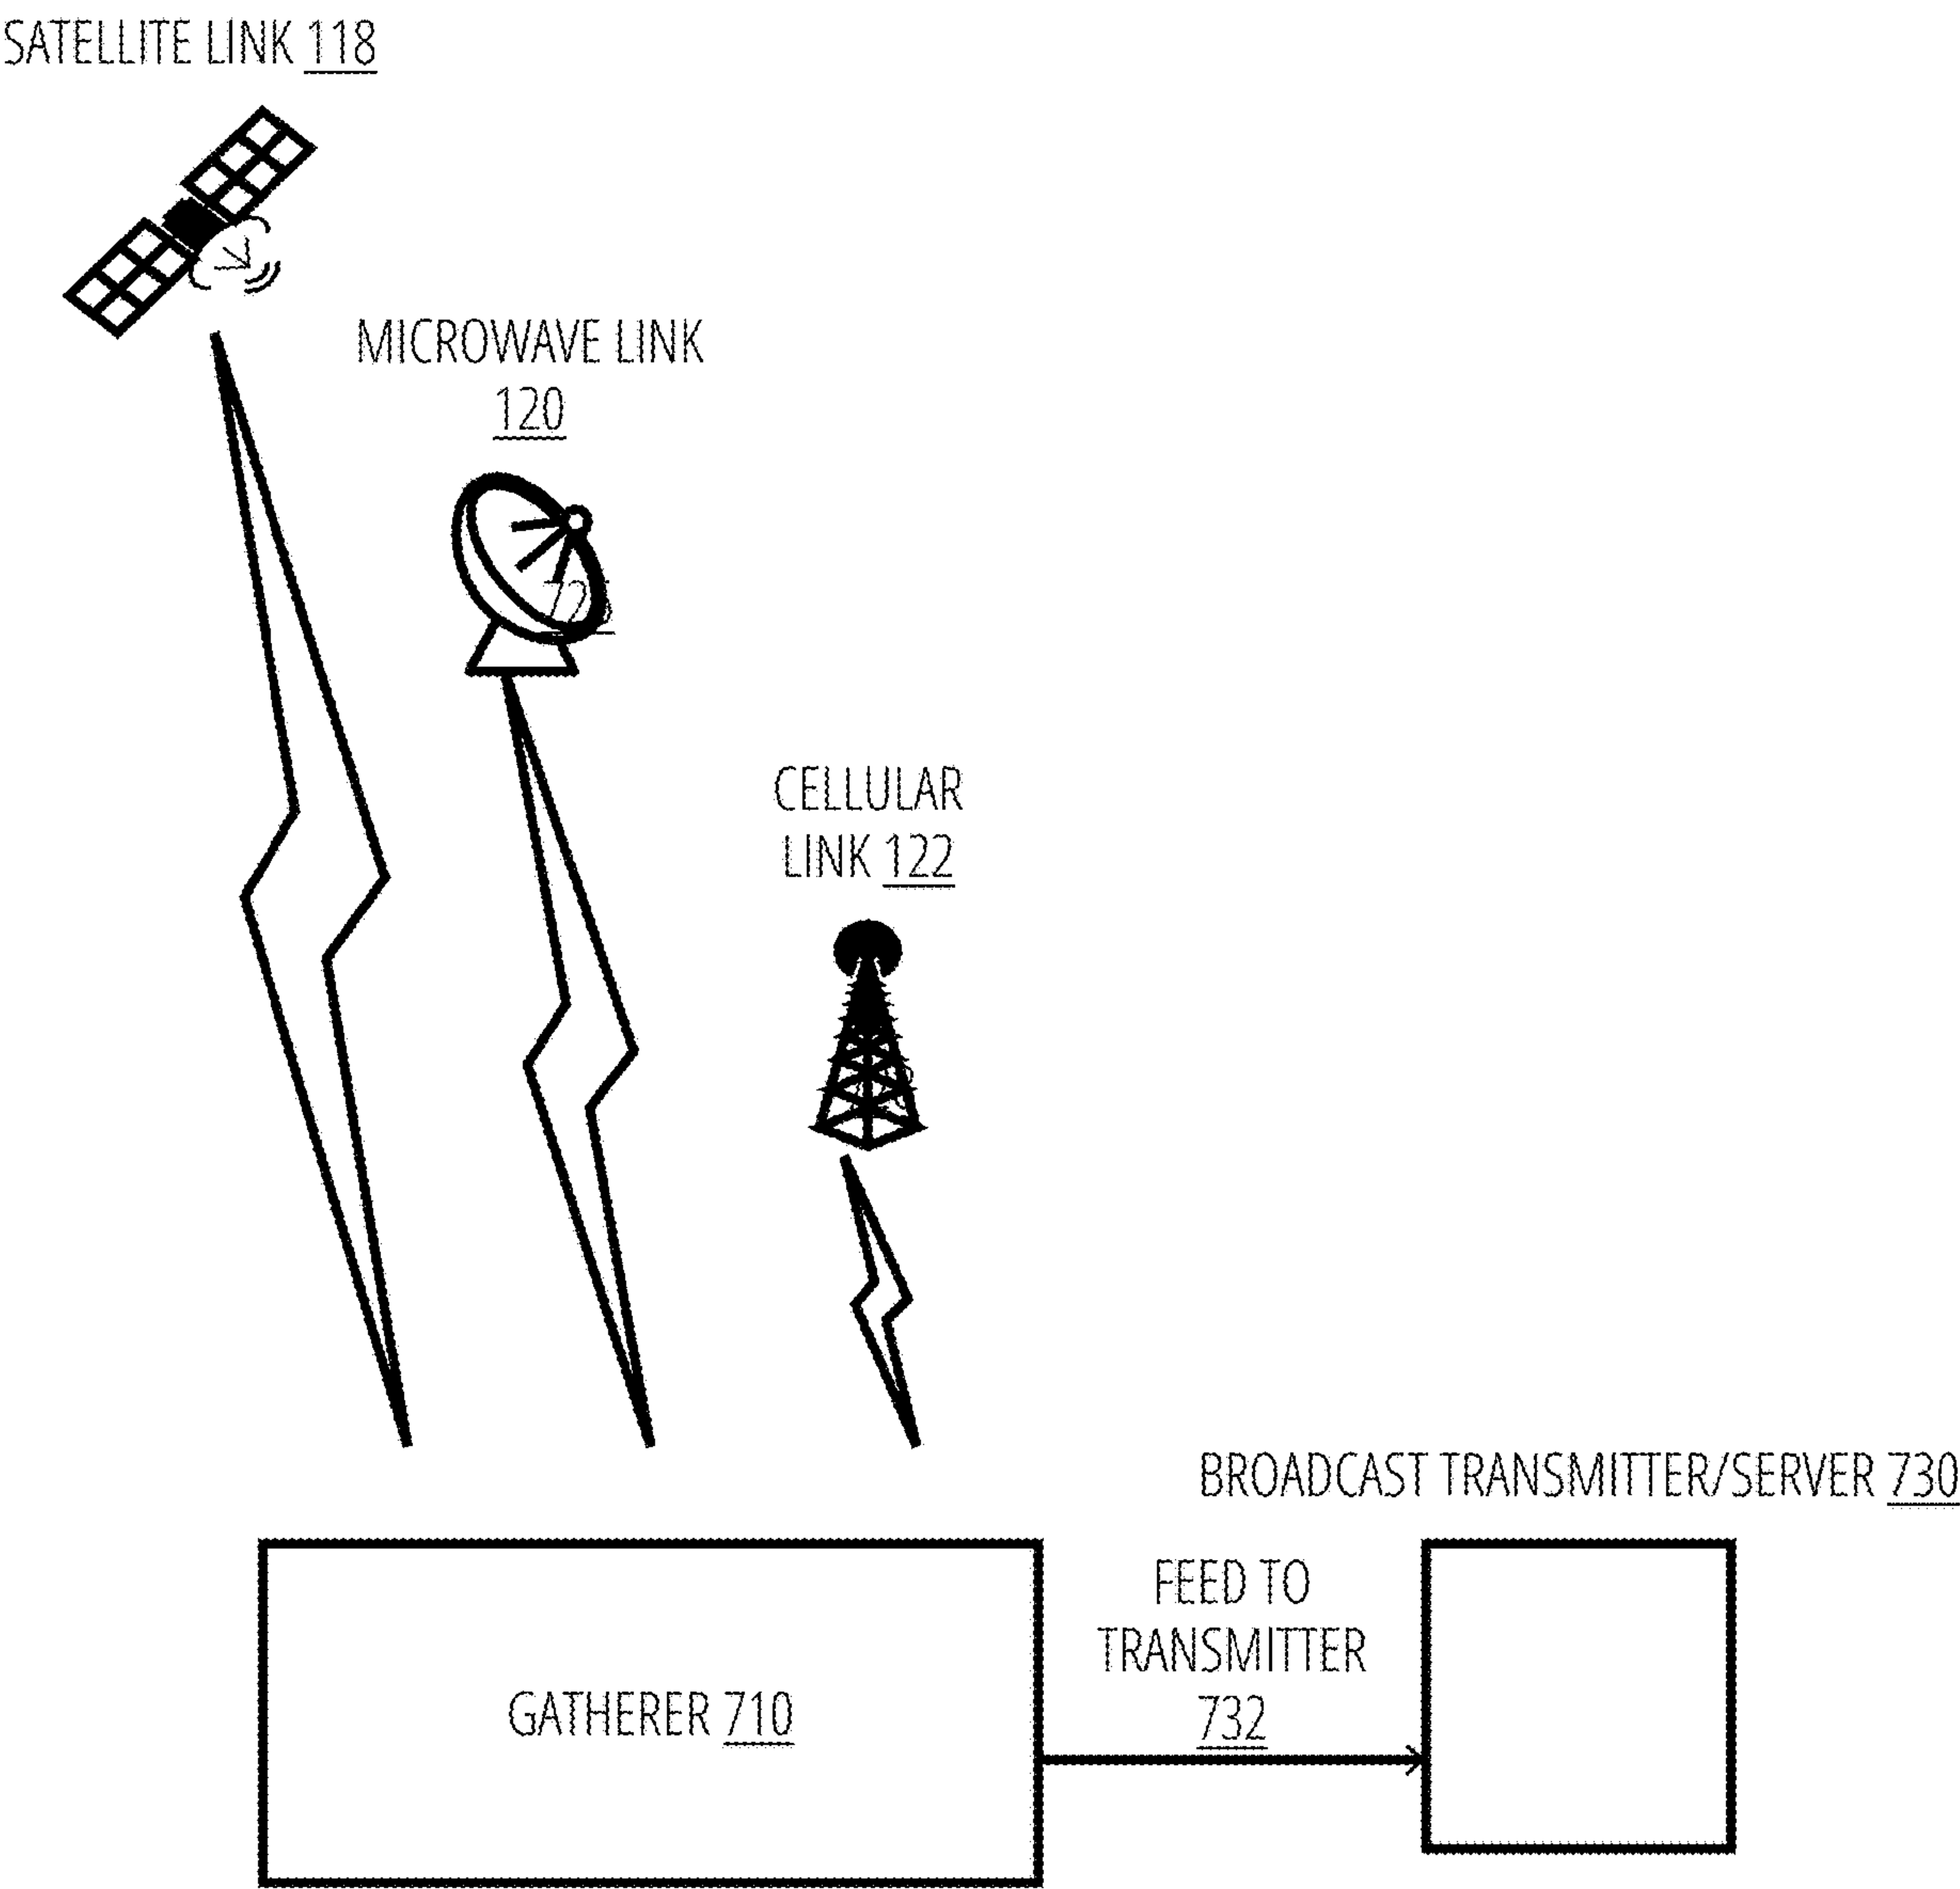 SATELLITE LINK 118
MICROWAVE LINK
120
CELLULAR
LINK 122
BROADCAST TRANSMITTER/SERVER 730
FEED TO
TRANSMITTER
732
GATHERER 710